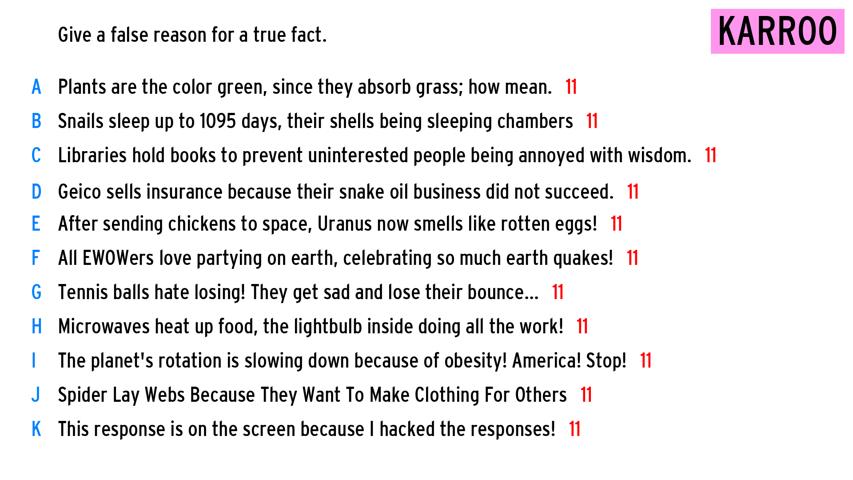 Give a false reason for a true fact.
KARROO
A Plants are the color green, since they absorb grass; how mean. 11
B Snails sleep up to 1095 days, their shells being sleeping chambers 11
C Libraries hold books to prevent uninterested people being annoyed with wisdom. 11
D Geico sells insurance because their snake oil business did not succeed. 11
E After sending chickens to space, Uranus now smells like rotten eggs! 11
F All EWOWers love partying on earth, celebrating so much earth quakes! 11
G Tennis balls hate losing! They get sad and lose their bounce... 11
H Microwaves heat up food, the lightbulb inside doing all the work! 11
I The planet's rotation is slowing down because of obesity! America! Stop! 11
J Spider Lay Webs Because They Want To Make Clothing For Others 11
K This response is on the screen because I hacked the responses! 11